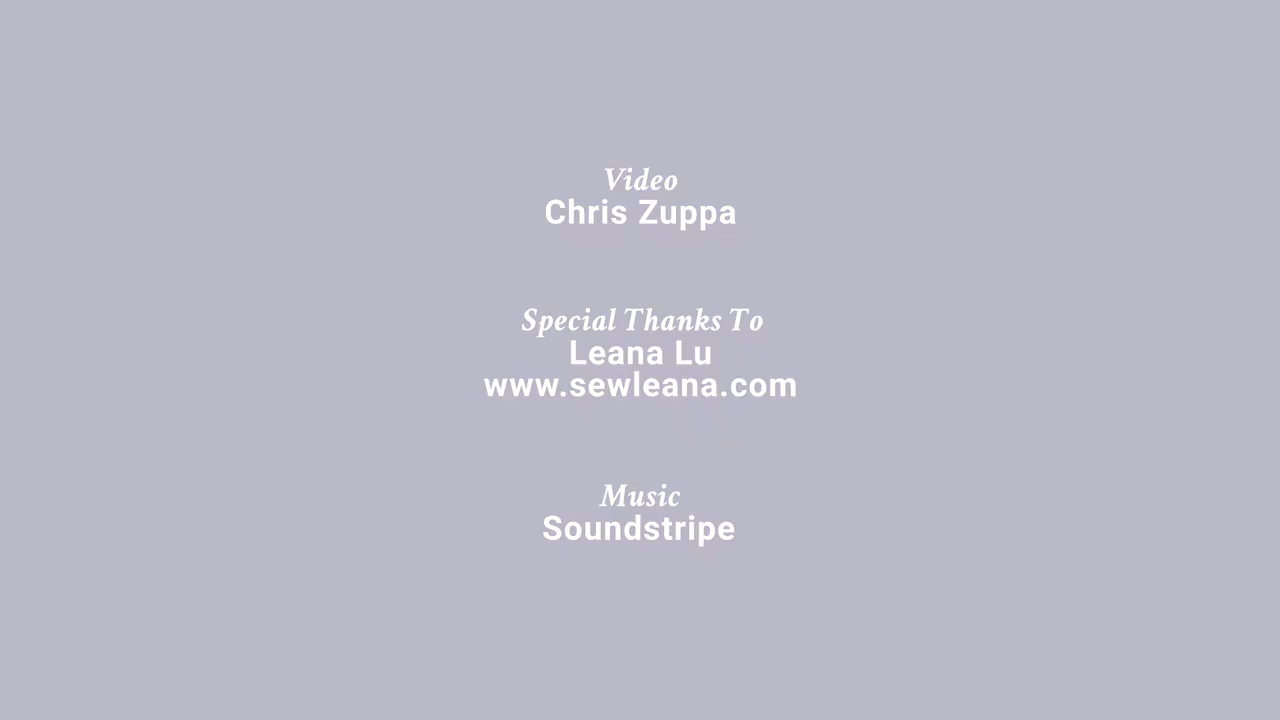 Video
Chris Zuppa
Special Thanks To
Leana Lu
www.sewleana.com
Music
Soundstripe